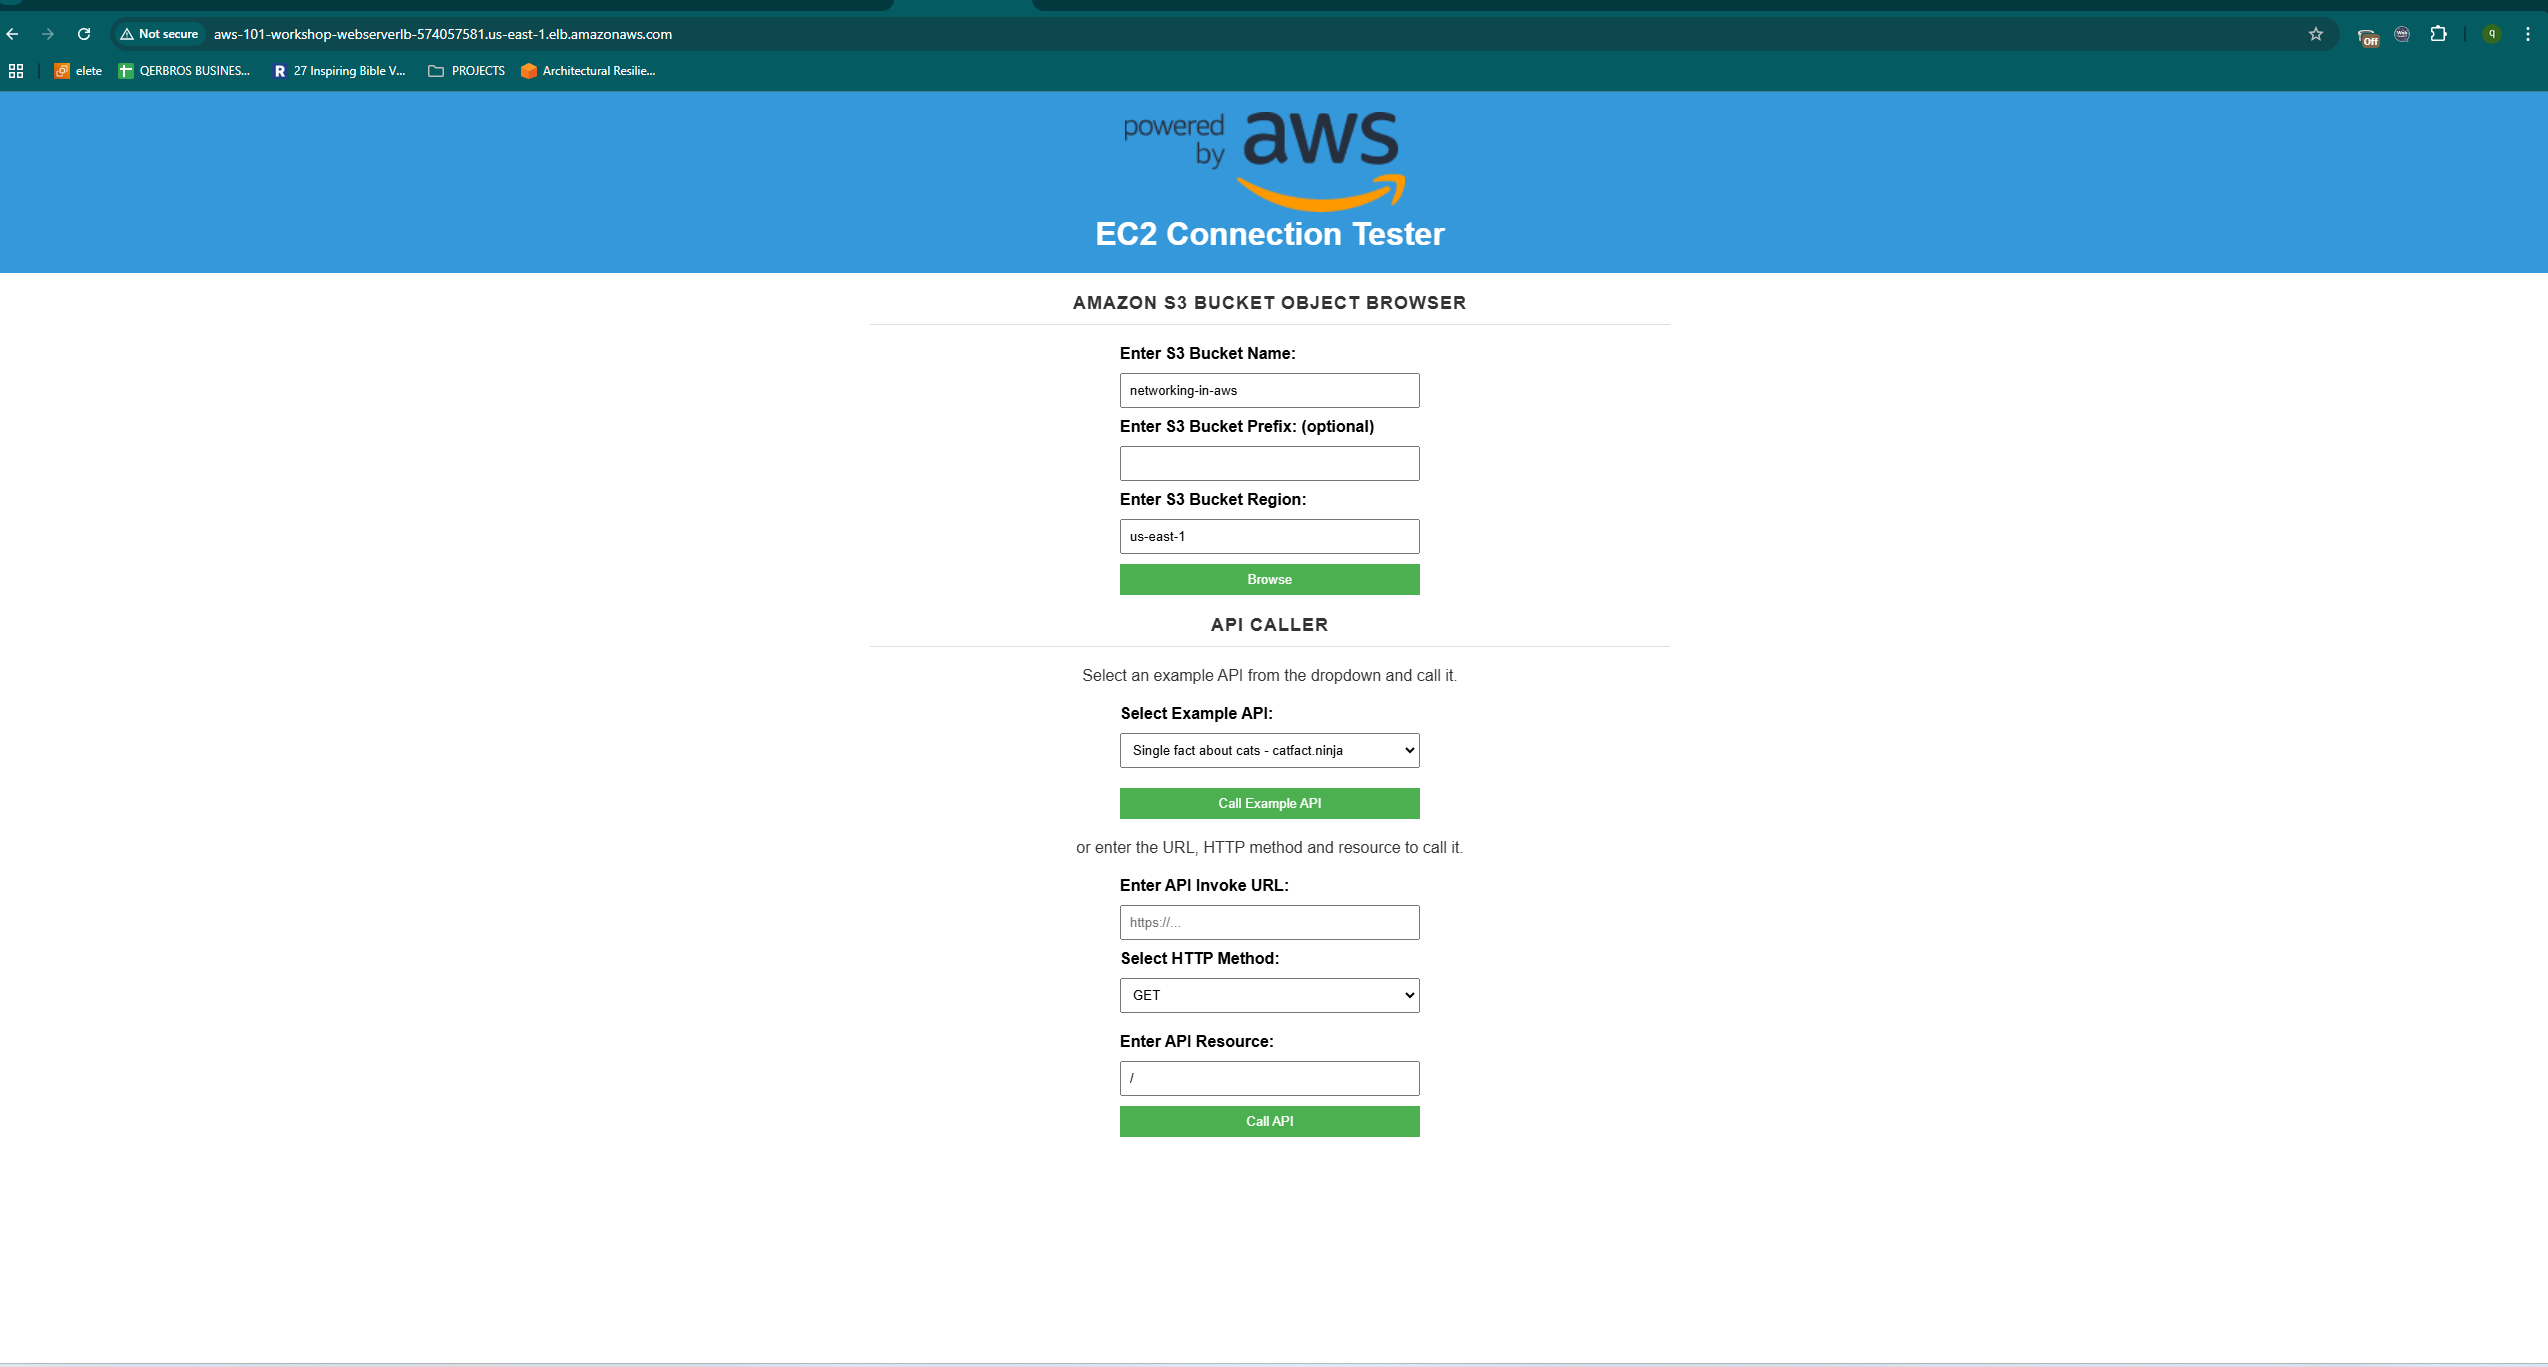 Not secure aws-101-workshop-webserverlb-574057581.us-east-1.elb.amazonaws.com
Off
q
elete QERBROS BUSINES... R 27 Inspiring Bible V... PROJECTS Architectural Resilie...
powered
by aws
EC2 Connection Tester
AMAZON S3 BUCKET OBJECT BROWSER
Enter S3 Bucket Name:
networking-in-aws
Enter S3 Bucket Prefix: (optional)
Enter S3 Bucket Region:
us-east-1
Browse
API CALLER
Select an example API from the dropdown and call it.
Select Example API:
Single fact about cats - catfact.ninja
Call Example API
or enter the URL, HTTP method and resource to call it.
Enter API Invoke URL:
https://...
Select HTTP Method:
GET
Enter API Resource:
/
Call API